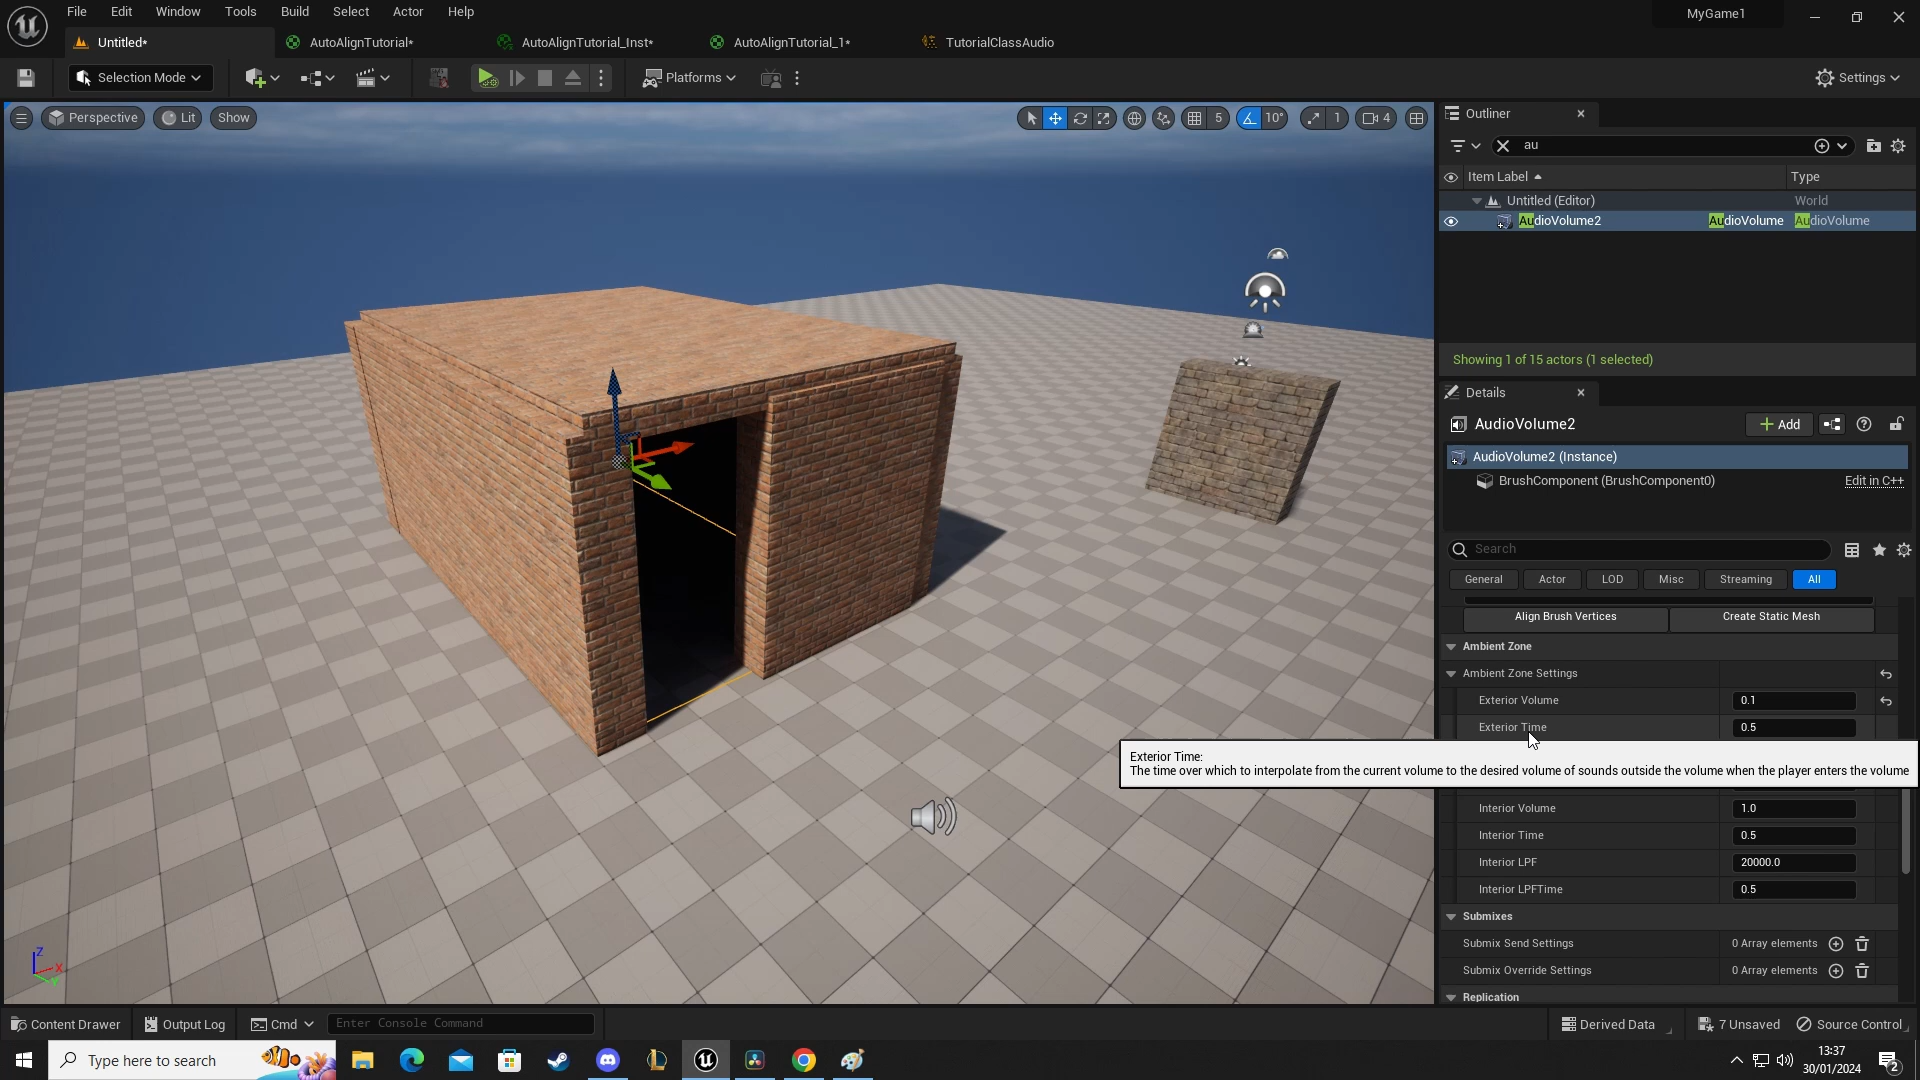 File Edit Window Tools Build Select Actor Help
MyGame1
Untitled* AutoAlignTutorial* AutoAlignTutorial_Inst* AutoAlignTutorial_1* TutorialClassAudio
Selection Mode Platforms Settings
Perspective Lit Show 5 10° 1 4
Outliner
au
Item Label Type
Untitled (Editor) World
AudioVolume2 AudioVolume AudioVolume
Showing 1 of 15 actors (1 selected)
Details
AudioVolume2 Add
AudioVolume2 (Instance)
BrushComponent (BrushComponent0) Edit in C++
Search
General Actor LOD Misc Streaming All
Align Brush Vertices Create Static Mesh
Ambient Zone
Ambient Zone Settings
Exterior Volume 0.1
Exterior Time 0.5
Exterior Time:
The time over which to interpolate from the current volume to the desired volume of sounds outside the volume when the player enters the volume
Interior Volume 1.0
Interior Time 0.5
Interior LPF 20000.0
Interior LPFTime 0.5
Submixes
Submix Send Settings 0 Array elements
Submix Override Settings 0 Array elements
Replication
Z
X
Y
Content Drawer Output Log Cmd Enter Console Command Derived Data 7 Unsaved Source Control
Type here to search
13:37
30/01/2024
2